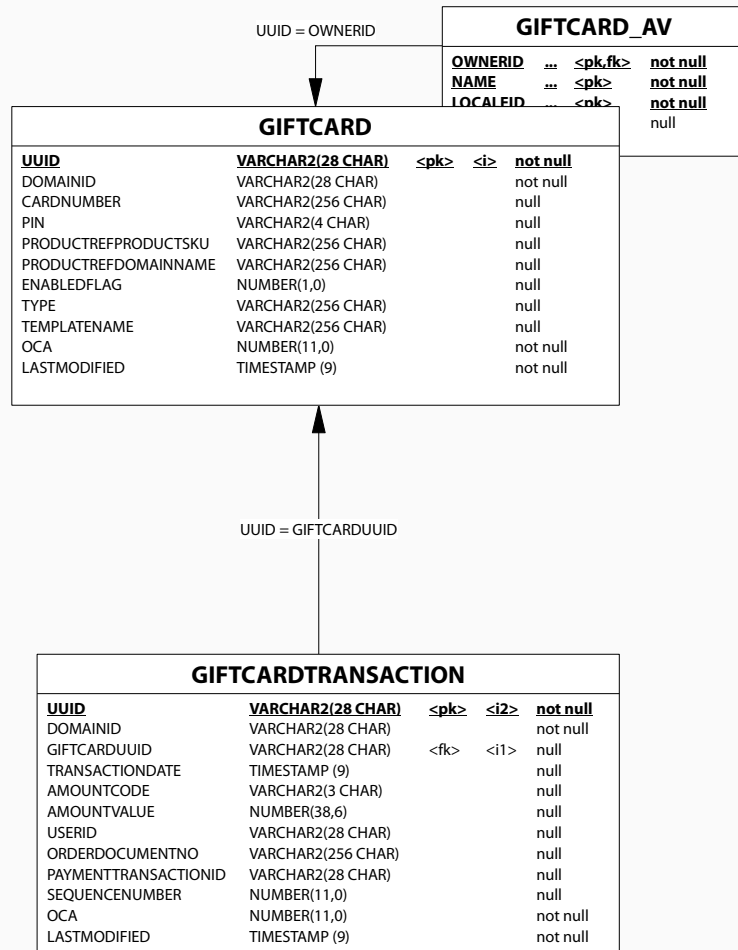 UUID = OWNERID
GIFTCARD_AV
OWNERID ... <pk,fk> not null
NAME ... <pk> not null
LOCALEID ... <pk> not null
null
GIFTCARD
UUID VARCHAR2(28 CHAR) <pk> <i> not null
DOMAINID VARCHAR2(28 CHAR) not null
CARDNUMBER VARCHAR2(256 CHAR) null
PIN VARCHAR2(4 CHAR) null
PRODUCTREFPRODUCTSKU VARCHAR2(256 CHAR) null
PRODUCTREFDOMAINNAME VARCHAR2(256 CHAR) null
ENABLEDFLAG NUMBER(1,0) null
TYPE VARCHAR2(256 CHAR) null
TEMPLATENAME VARCHAR2(256 CHAR) null
OCA NUMBER(11,0) not null
LASTMODIFIED TIMESTAMP (9) not null
UUID = GIFTCARDUUID
GIFTCARDTRANSACTION
UUID VARCHAR2(28 CHAR) <pk> <i2> not null
DOMAINID VARCHAR2(28 CHAR) not null
GIFTCARDUUID VARCHAR2(28 CHAR) <fk> <i1> null
TRANSACTIONDATE TIMESTAMP (9) null
AMOUNTCODE VARCHAR2(3 CHAR) null
AMOUNTVALUE NUMBER(38,6) null
USERID VARCHAR2(28 CHAR) null
ORDERDOCUMENTNO VARCHAR2(256 CHAR) null
PAYMENTTRANSACTIONID VARCHAR2(28 CHAR) null
SEQUENCENUMBER NUMBER(11,0) null
OCA NUMBER(11,0) not null
LASTMODIFIED TIMESTAMP (9) not null